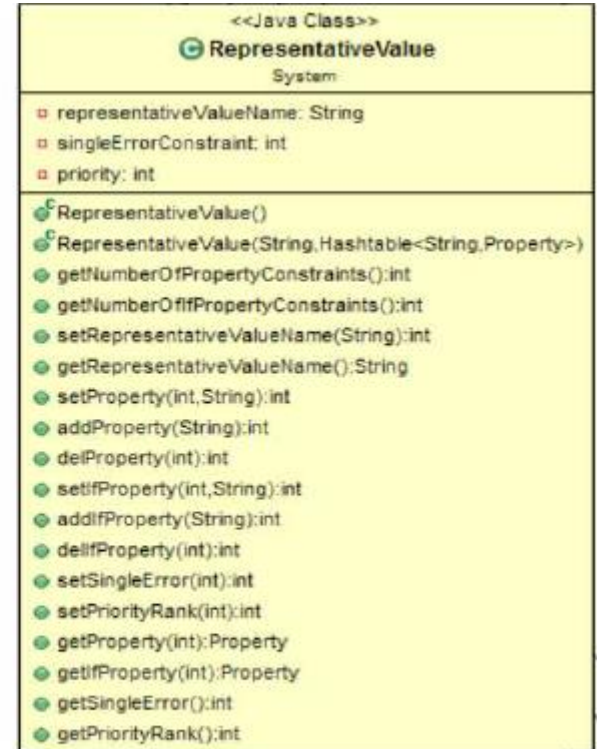 <<Java Class>>
RepresentativeValue
System
representativeValueName: String
singleErrorConstraint: int
priority: int
RepresentativeValue()
RepresentativeValue(String,Hashtable<String,Property>)
getNumberOfPropertyConstraints():int
getNumberOfIfPropertyConstraints():int
setRepresentativeValueName(String):int
getRepresentativeValueName():String
setProperty(int,String):int
addProperty(String):int
delProperty(int):int
setIfProperty(int,String):int
addIfProperty(String):int
delIfProperty(int):int
setSingleError(int):int
setPriorityRank(int):int
getProperty(int):Property
getIfProperty(int):Property
getSingleError():int
getPriorityRank():int